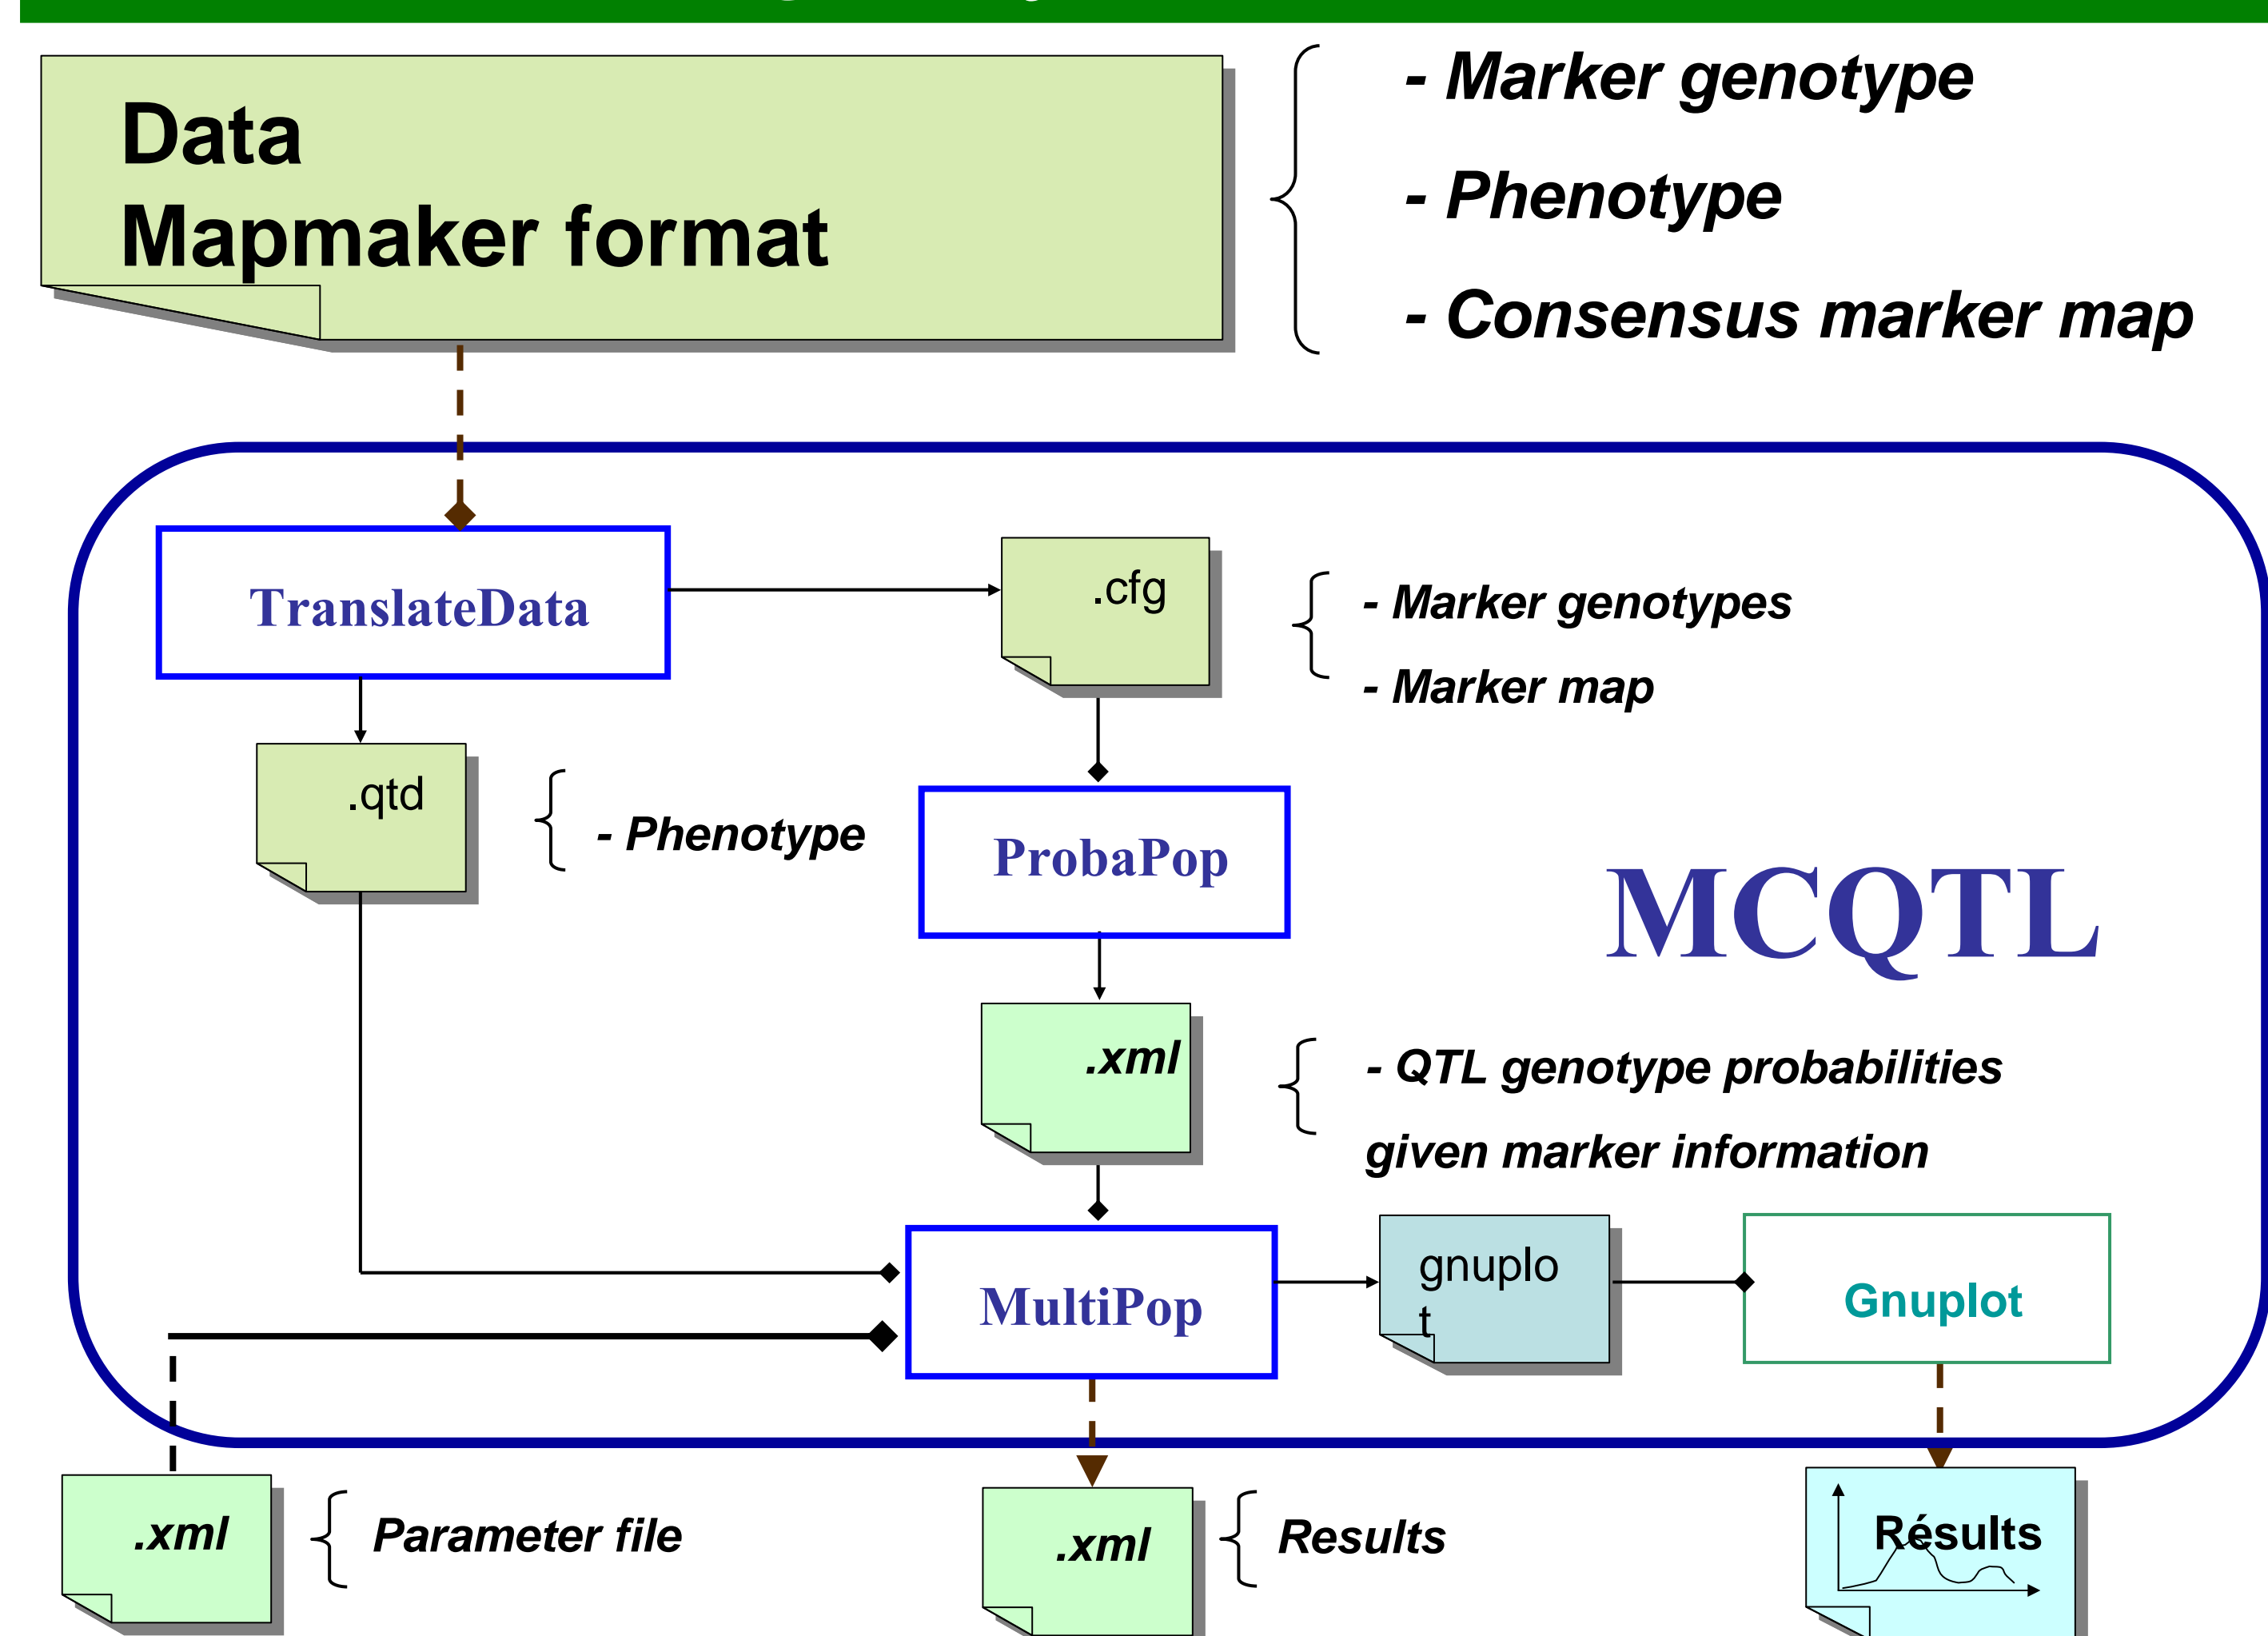 Data
Mapmaker format
- Marker genotype
- Phenotype
- Consensus marker map
TranslateData
.cfg
- Marker genotypes
- Marker map
.qtd
- Phenotype
ProbaPop
MCQTL
.xml
- QTL genotype probabilities
given marker information
MultiPop
gnuplo
t
Gnuplot
.xml
Parameter file
.xml
Results
Résults